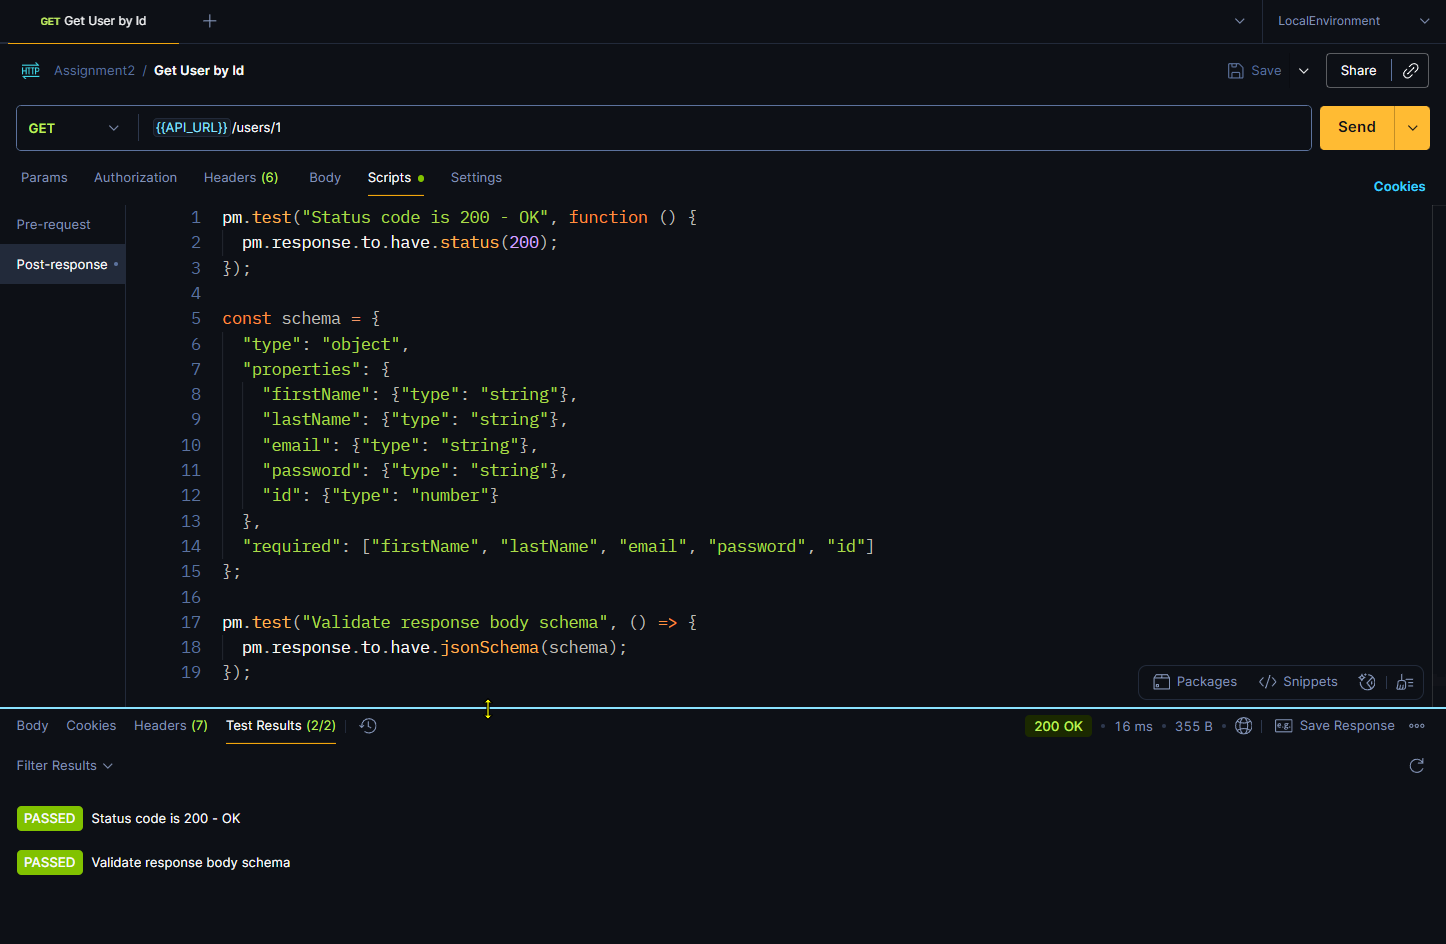 GET Get User by Id
LocalEnvironment
HTTP Assignment2 / Get User by Id
Save Share
GET {{API_URL}} /users/1 Send
Params Authorization Headers (6) Body Scripts Settings Cookies
Pre-request
Post-response
1 pm.test("Status code is 200 - OK", function () {
2   pm.response.to.have.status(200);
3 });
4
5 const schema = {
6   "type": "object",
7   "properties": {
8     "firstName": {"type": "string"},
9     "lastName": {"type": "string"},
10     "email": {"type": "string"},
11     "password": {"type": "string"},
12     "id": {"type": "number"}
13   },
14   "required": ["firstName", "lastName", "email", "password", "id"]
15 };
16
17 pm.test("Validate response body schema", () => {
18   pm.response.to.have.jsonSchema(schema);
19 });
Packages </> Snippets
Body Cookies Headers (7) Test Results (2/2) 200 OK • 16 ms • 355 B • e.g. Save Response
Filter Results
PASSED Status code is 200 - OK
PASSED Validate response body schema